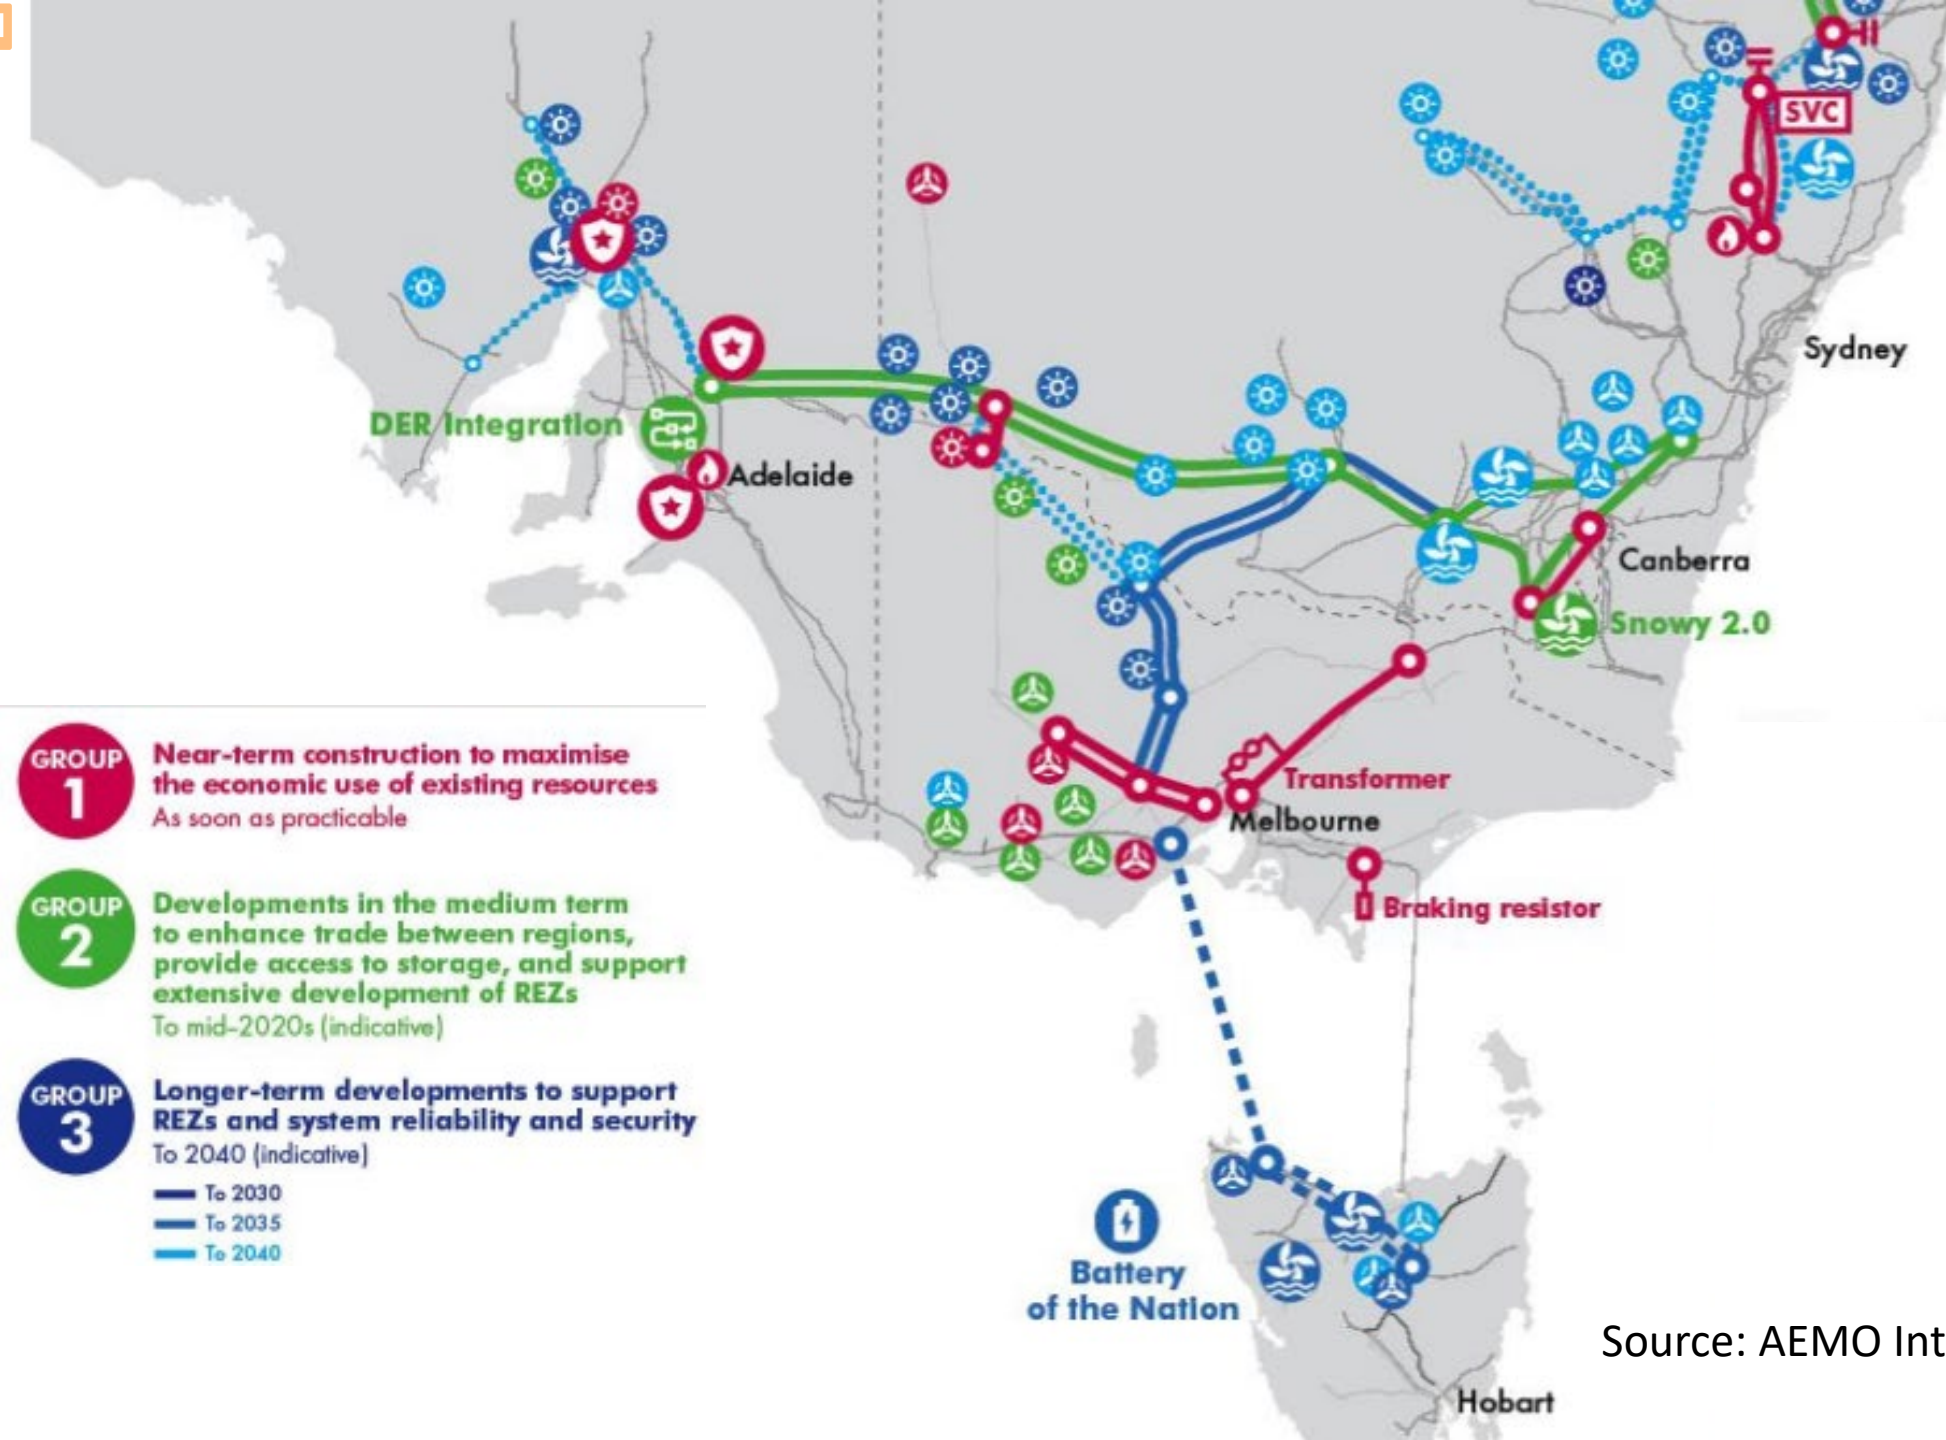 SVC
Sydney
DER Integration
Adelaide
Canberra
Snowy 2.0
Transformer
Melbourne
Braking resistor
GROUP
1
Near-term construction to maximise
the economic use of existing resources
As soon as practicable
GROUP
2
Developments in the medium term
to enhance trade between regions,
provide access to storage, and support
extensive development of REZs
To mid-2020s (indicative)
GROUP
3
Longer-term developments to support
REZs and system reliability and security
To 2040 (indicative)
To 2030
To 2035
To 2040
Battery
of the Nation
Source: AEMO Int
Hobart